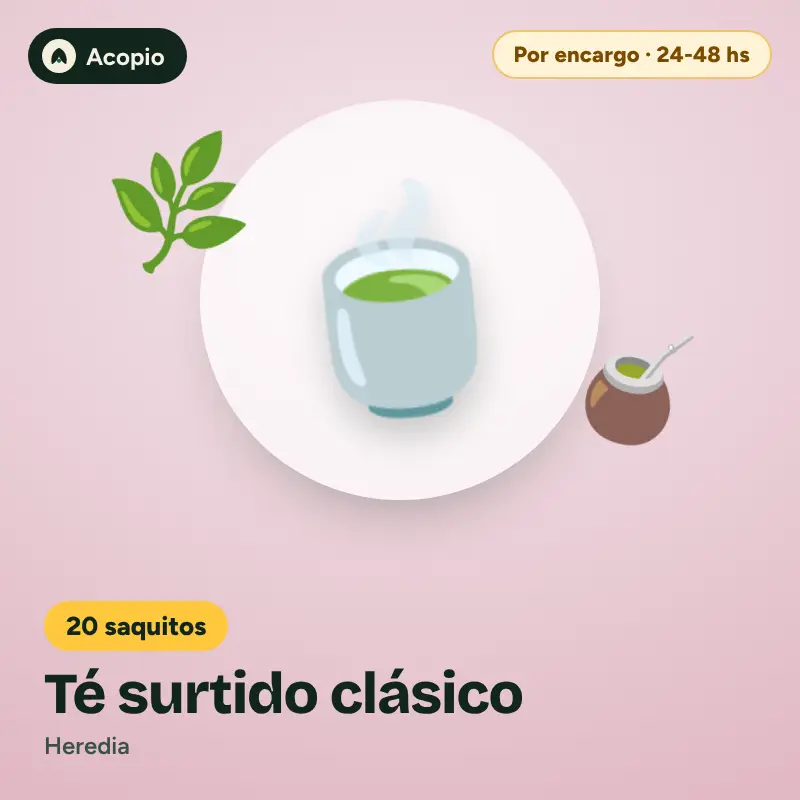 Acopio
Por encargo · 24-48 hs
20 saquitos
Té surtido clásico
Heredia